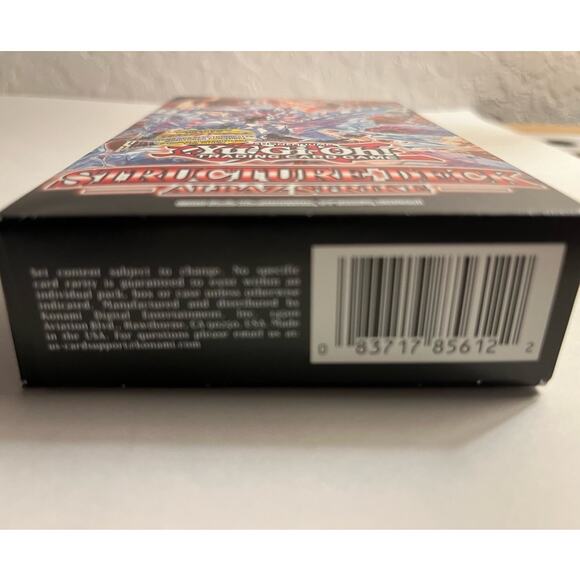 YU-GI-OH!
TRADING CARD GAME
STRUCTURE DECK
ALBAZ STRIKE
Set content subject to change. No specific
card rarity is guaranteed to exist within an
individual pack, box or case unless otherwise
indicated. Manufactured and distributed by
Konami Digital Entertainment, Inc.
Aviation Blvd., Hawthorne, CA 90250, USA. Made
in the USA. For questions please email us at:
us-cardsupport@konami.com
0 83717 85612 2